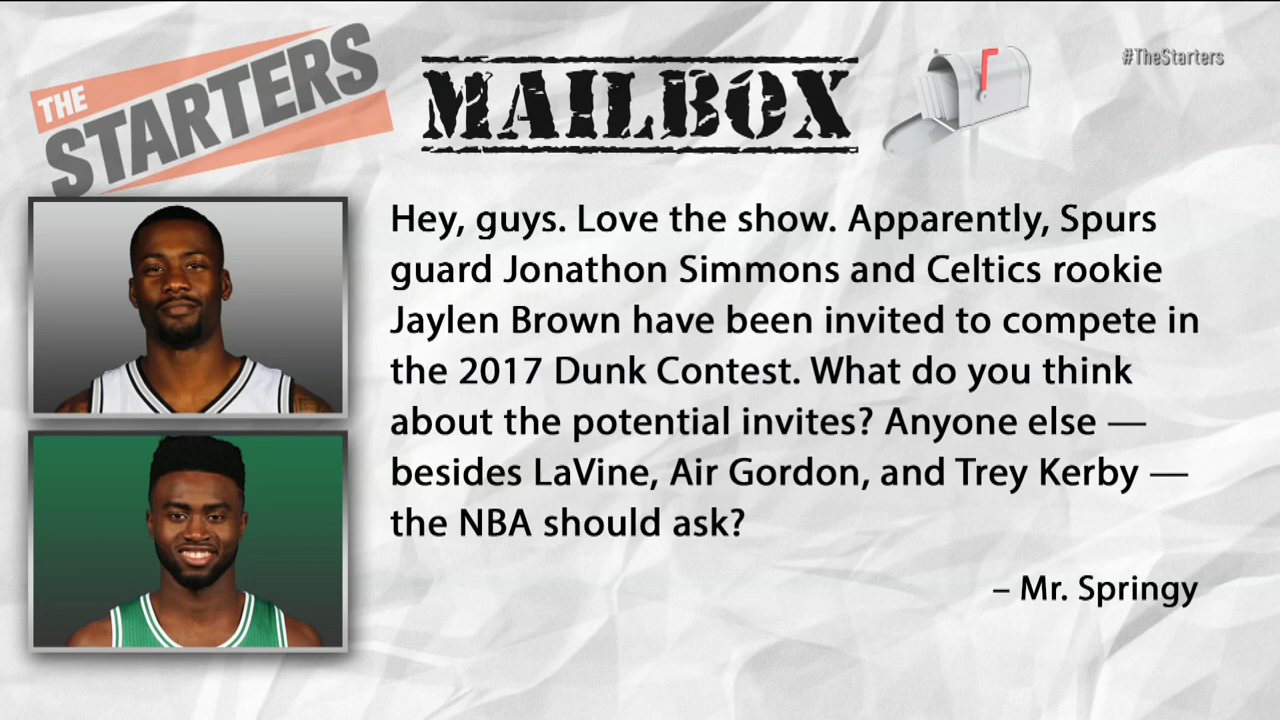 THE
STARTERS
MAILBOX
#TheStarters
Hey, guys. Love the show. Apparently, Spurs
guard Jonathon Simmons and Celtics rookie
Jaylen Brown have been invited to compete in
the 2017 Dunk Contest. What do you think
about the potential invites? Anyone else —
besides LaVine, Air Gordon, and Trey Kerby —
the NBA should ask?
– Mr. Springy